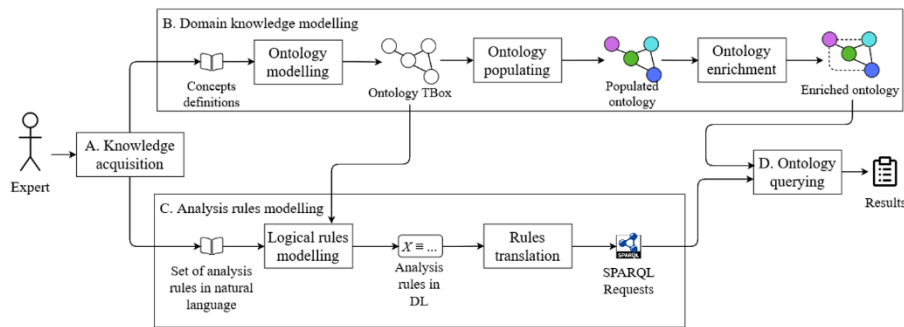 B. Domain knowledge modelling
Concepts
definitions
Ontology
modelling
Ontology TBox
Ontology
populating
Populated
ontology
Ontology
enrichment
Enriched ontology
Expert
A. Knowledge
acquisition
D. Ontology
querying
Results
C. Analysis rules modelling
Set of analysis
rules in natural
language
Logical rules
modelling
X ≡ ...
Analysis
rules in
DL
Rules
translation
SPARQL
SPARQL
Requests